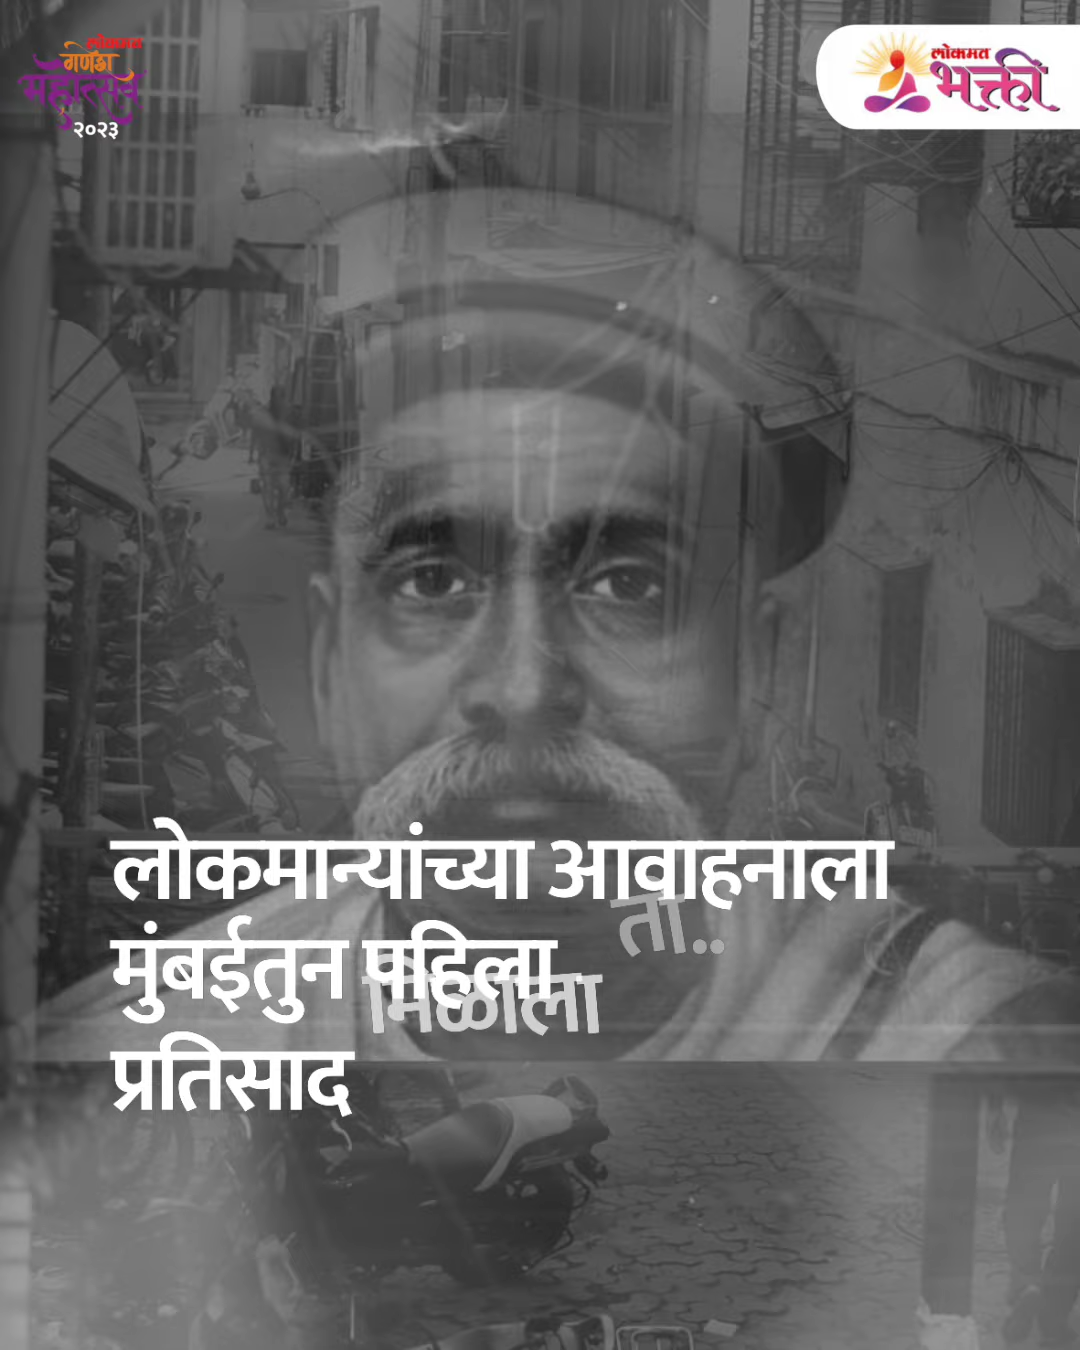 लोकमत
गणेश
महोत्सव
२०२३
लोकमत
भक्ती
लोकमान्यांच्या आवाहनाला
तो..
मुंबईतुन पहिला
मिळाला
प्रतिसाद